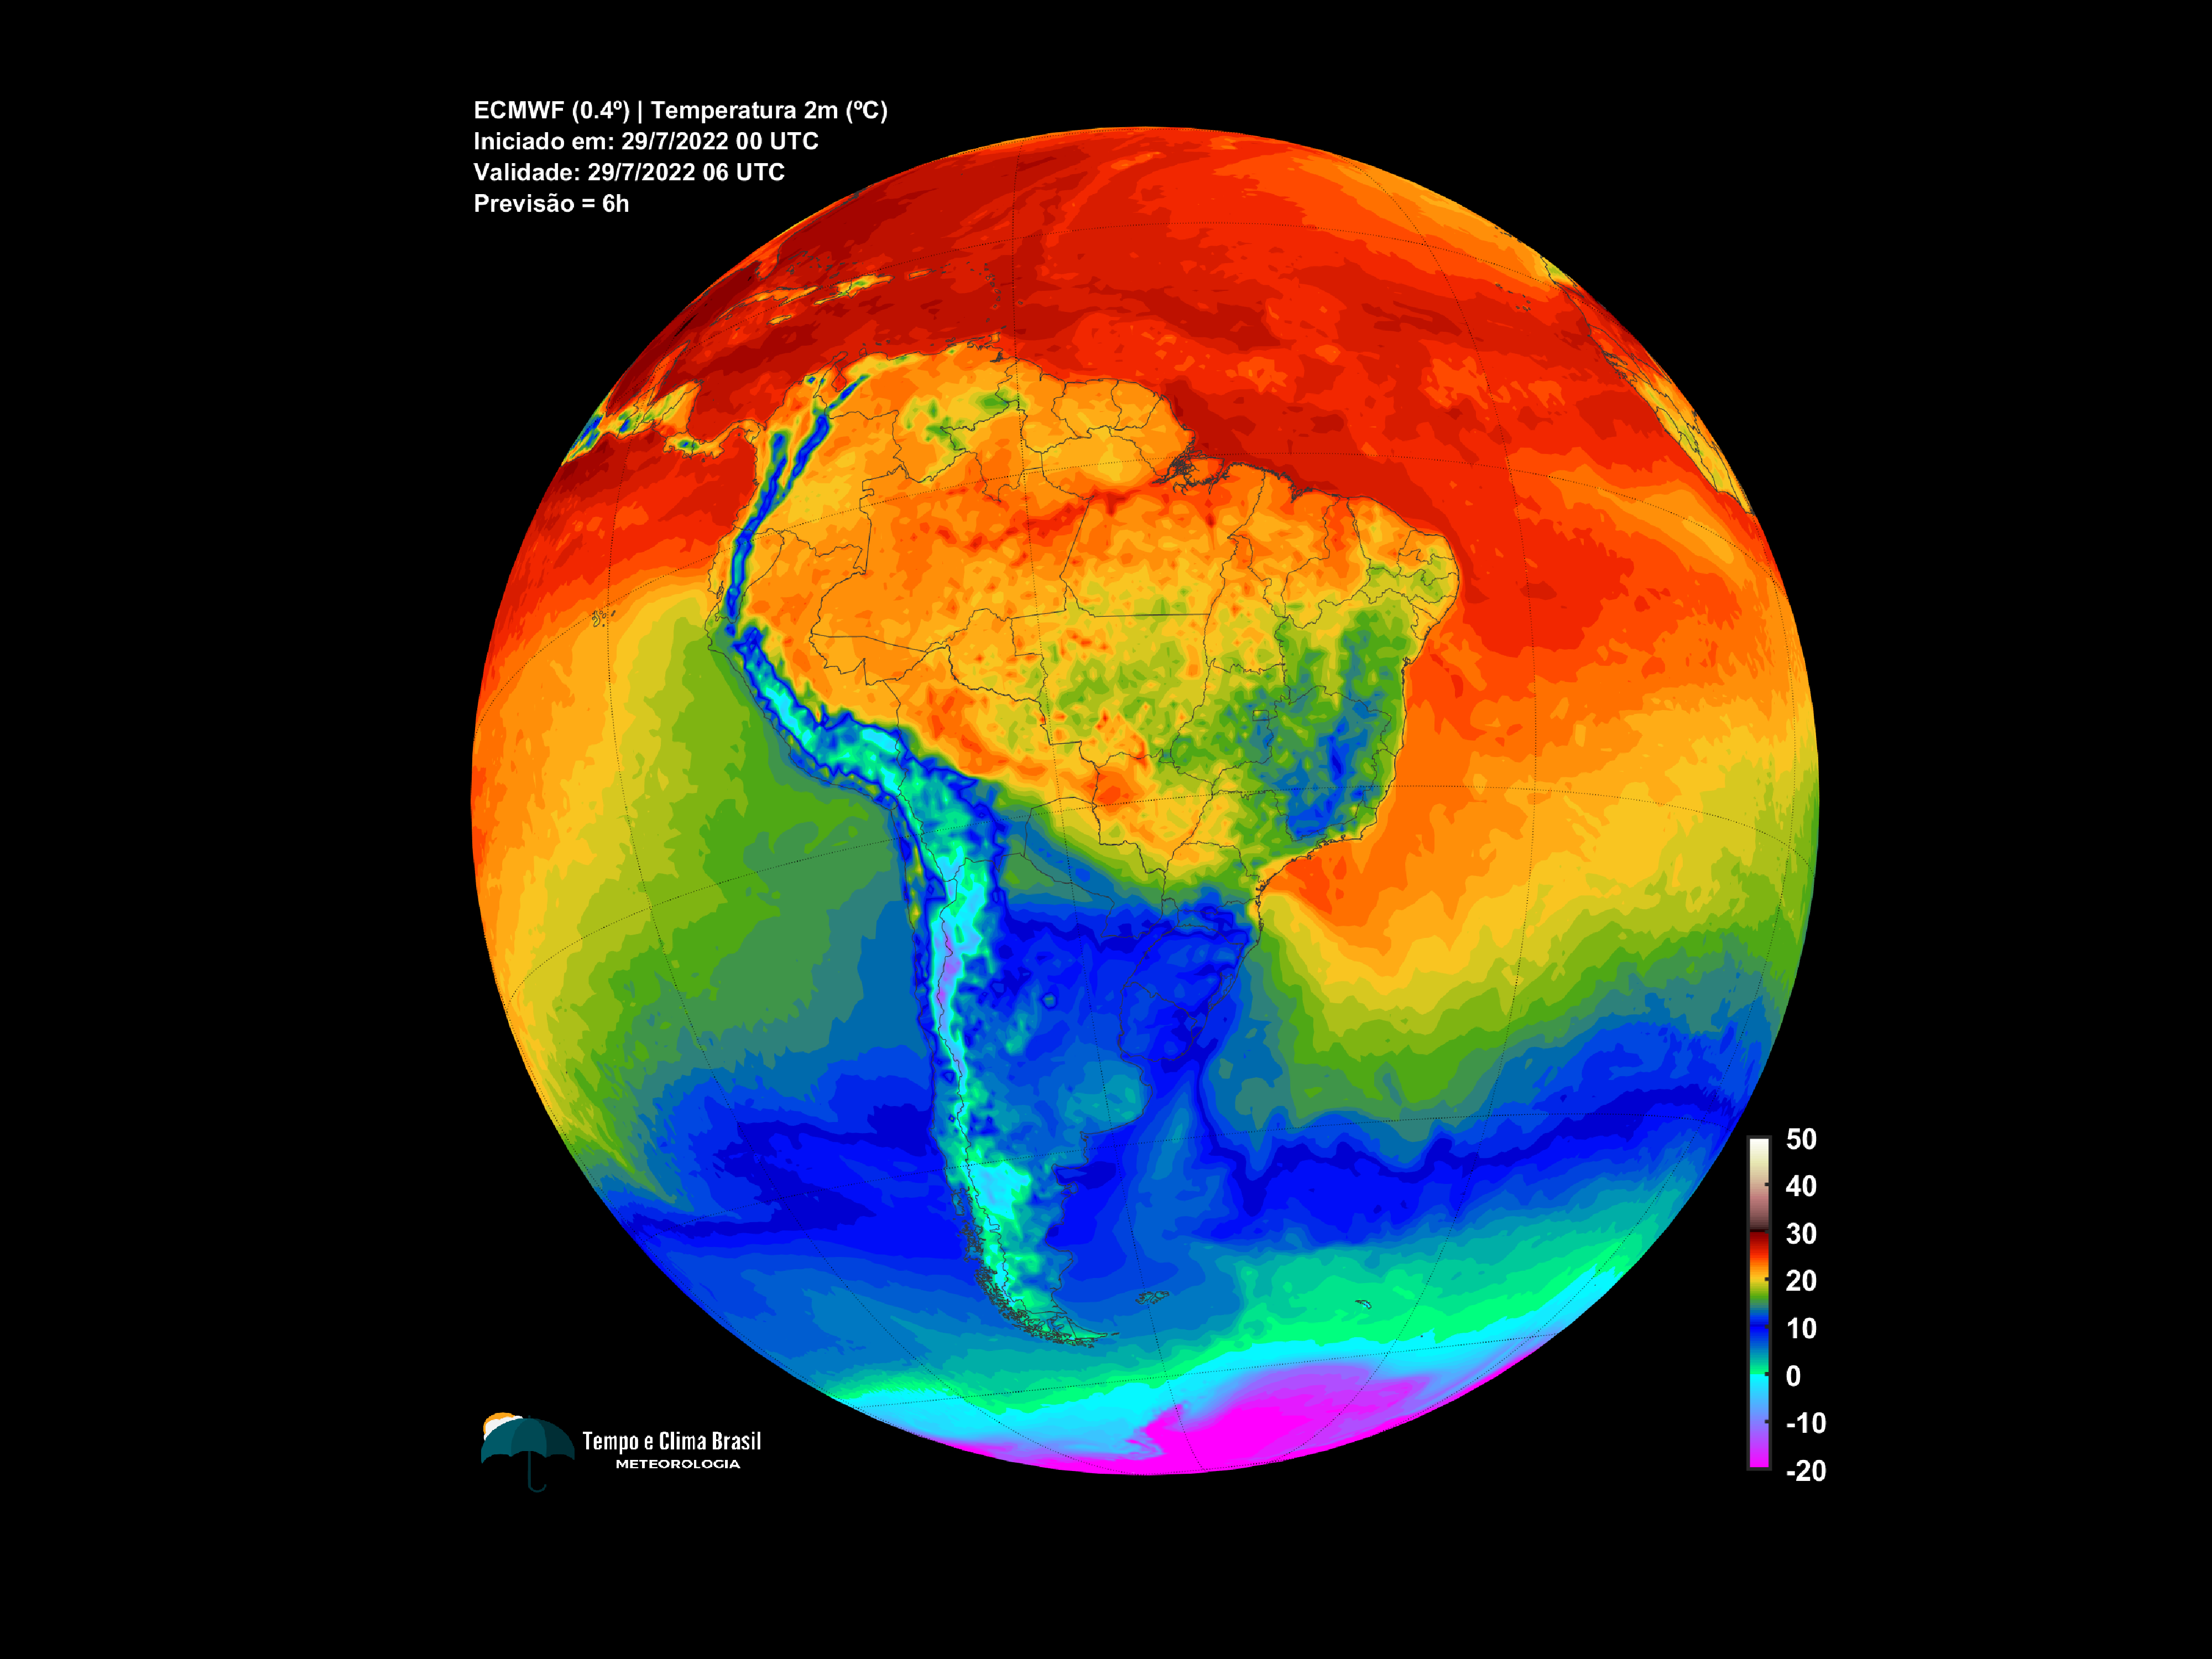 ECMWF (0.4º) | Temperatura 2m (ºC)
Iniciado em: 29/7/2022 00 UTC
Validade: 29/7/2022 06 UTC
Previsão = 6h
50
40
30
20
10
0
-10
-20
Tempo e Clima Brasil
METEOROLOGIA